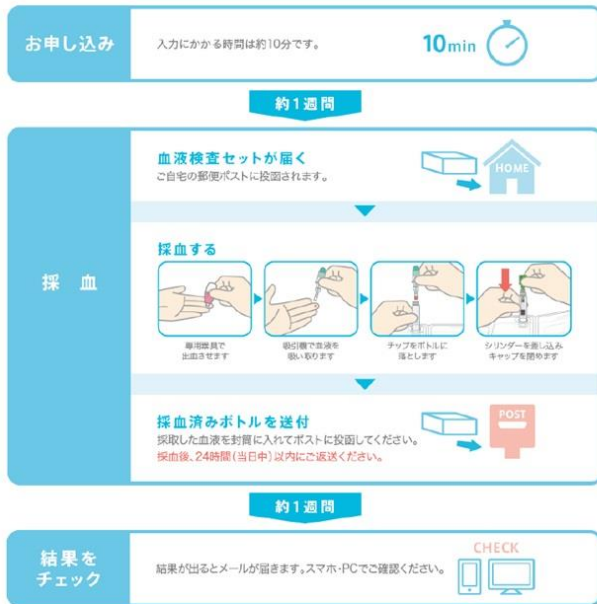 お申し込み
入力にかかる時間は約10分です。
10min
約1週間
採 血
血液検査セットが届く
ご自宅の郵便ポストに投函されます。
HOME
採血する
専用器具で
出血させます
吸引器で血液を
吸い取ります
チップをボトルに
落とします
シリンダーを差し込み
キャップを閉めます
採血済みボトルを送付
採取した血液を封筒に入れてポストに投函してください。
採血後、24時間(当日中)以内にご返送ください。
POST
約1週間
結果を
チェック
結果が出るとメールが届きます。スマホ・PCでご確認ください。
CHECK